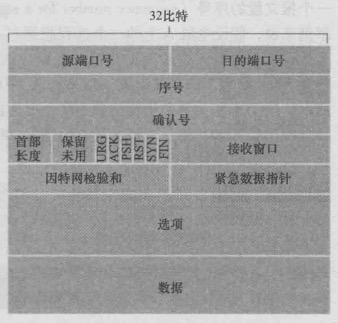 32比特
源端口号 目的端口号
序号
确认号
首部长度 保留未用 URG ACK PSH RST SYN FIN 接收窗口
因特网检验和 紧急数据指针
选项
数据